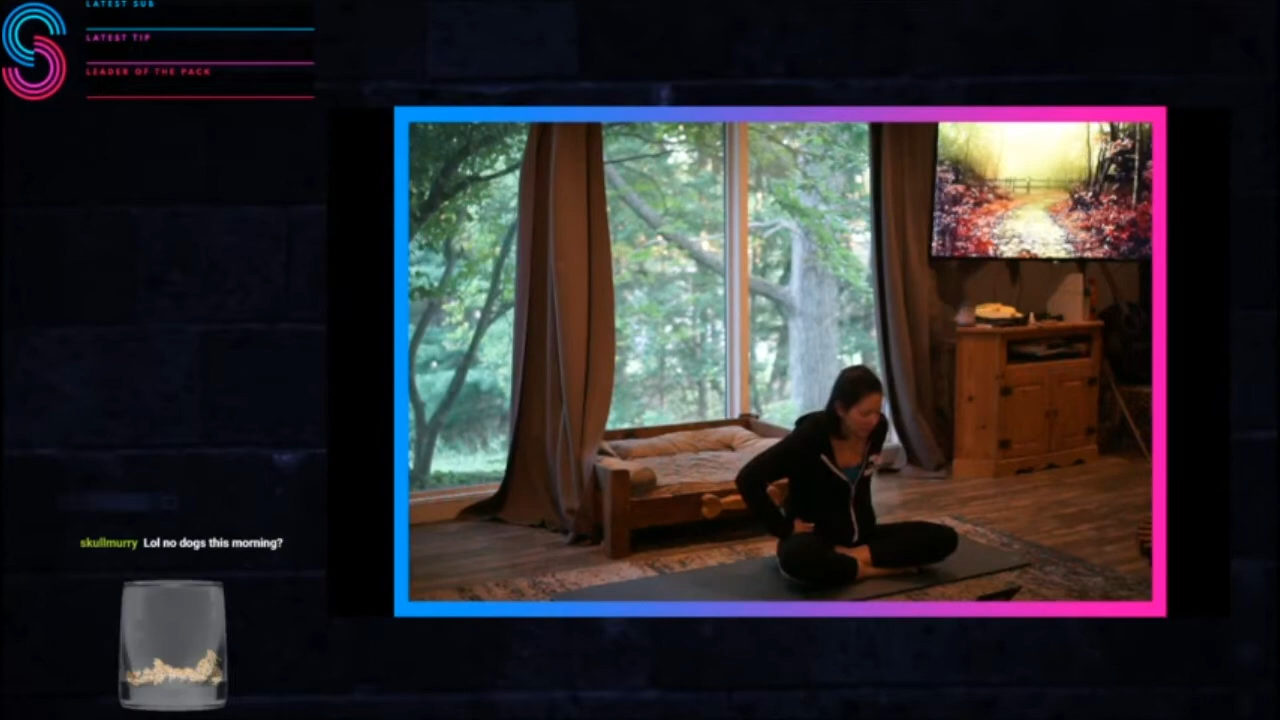 LATEST SUB
LATEST TIP
LEADER OF THE PACK
skullmurry Lol no dogs this morning?